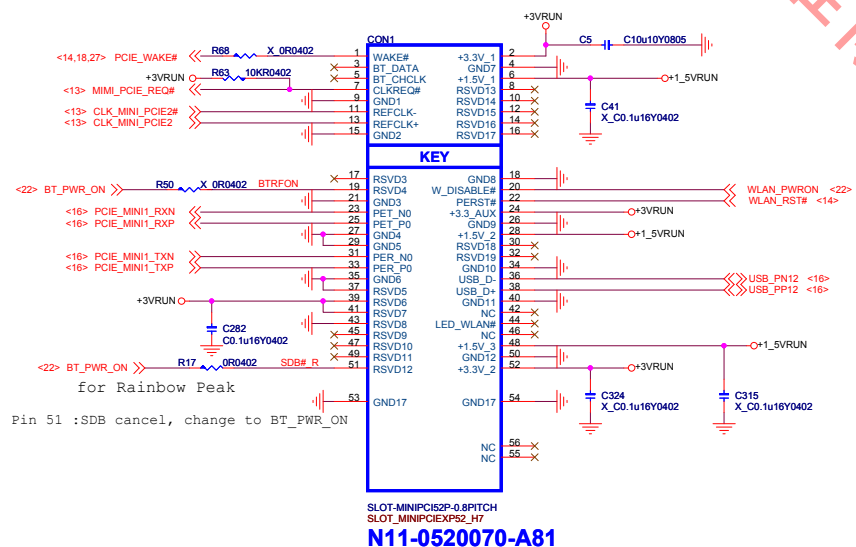 +3VRUN
CON1
C5 C10u10Y0805
<14,18,27> PCIE_WAKE# R68 X_0R0402 1 WAKE# +3.3V_1 2
3 BT_DATA GND7 4
+3VRUN R63 10KR0402 5 BT_CHCLK +1.5V_1 6 +1_5VRUN
<13> MIMI_PCIE_REQ# 7 CLKREQ# RSVD13 8
9 GND1 RSVD14 10
<13> CLK_MINI_PCIE2# 11 REFCLK- RSVD15 12 C41
<13> CLK_MINI_PCIE2 13 REFCLK+ RSVD16 14 X_C0.1u16Y0402
15 GND2 RSVD17 16
KEY
17 RSVD3 GND8 18
<22> BT_PWR_ON R50 X_0R0402 BTRFON 19 RSVD4 W_DISABLE# 20 WLAN_PWRON <22>
21 GND3 PERST# 22 WLAN_RST# <14>
<16> PCIE_MINI1_RXN 23 PET_N0 +3.3_AUX 24 +3VRUN
<16> PCIE_MINI1_RXP 25 PET_P0 GND9 26
27 GND4 +1.5V_2 28 +1_5VRUN
29 GND5 RSVD18 30
<16> PCIE_MINI1_TXN 31 PER_N0 RSVD19 32
<16> PCIE_MINI1_TXP 33 PER_P0 GND10 34
35 GND6 USB_D- 36 USB_PN12 <16>
37 RSVD5 USB_D+ 38 USB_PP12 <16>
+3VRUN 39 RSVD6 GND11 40
41 RSVD7 NC 42
43 RSVD8 LED_WLAN# 44
C282 45 RSVD9 NC 46
C0.1u16Y0402 47 RSVD10 +1.5V_3 48 +1_5VRUN
49 RSVD11 GND12 50
<22> BT_PWR_ON R17 0R0402 SDB#_R 51 RSVD12 +3.3V_2 52 +3VRUN
for Rainbow Peak
53 GND17 GND17 54 C324 C315
X_C0.1u16Y0402 X_C0.1u16Y0402
Pin 51 :SDB cancel, change to BT_PWR_ON
NC 56
NC 55
SLOT-MINIPCI52P-0.8PITCH
SLOT_MINIPCIEXP52_H7
N11-0520070-A81